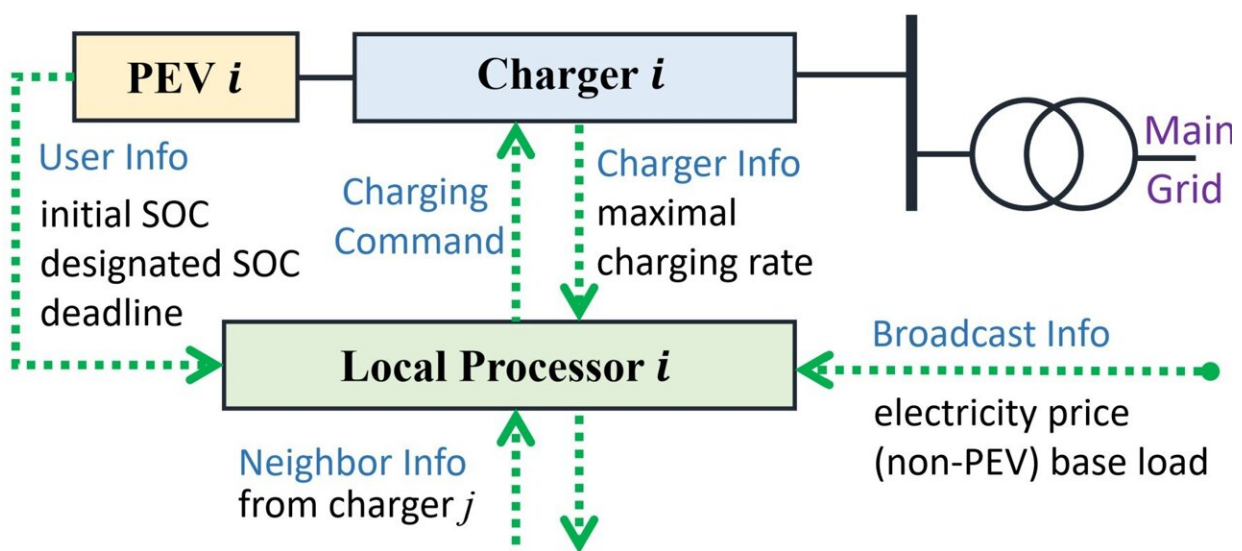 PEV i
Charger i
Main
Grid
User Info
initial SOC
designated SOC
deadline
Charging
Command
Charger Info
maximal
charging rate
Local Processor i
Broadcast Info
electricity price
(non-PEV) base load
Neighbor Info
from charger j